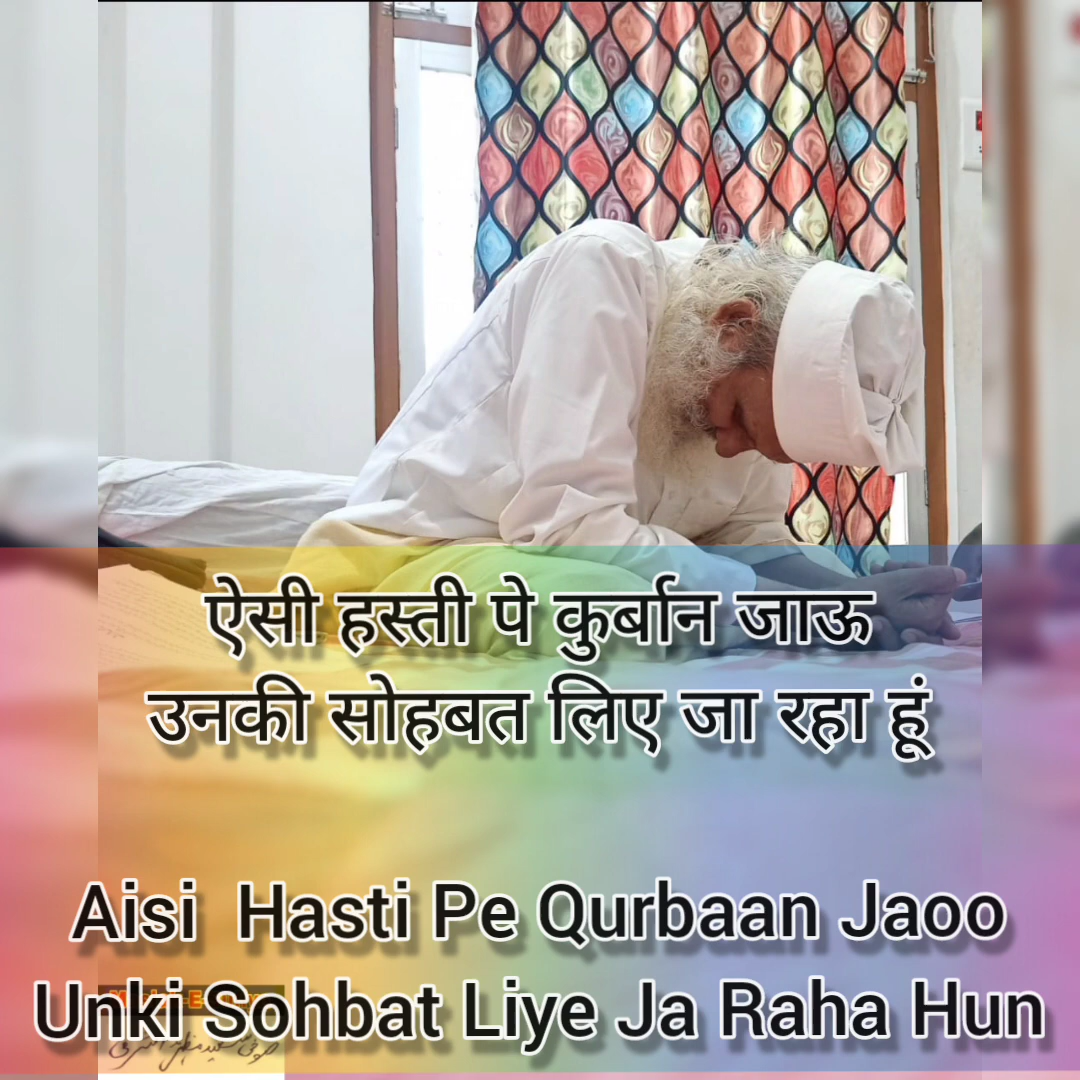 ऐसी हस्ती पे कुर्बान जाऊ
उनकी सोहबत लिए जा रहा हूं
Aisi Hasti Pe Qurbaan Jaoo
Unki Sohbat Liye Ja Raha Hun